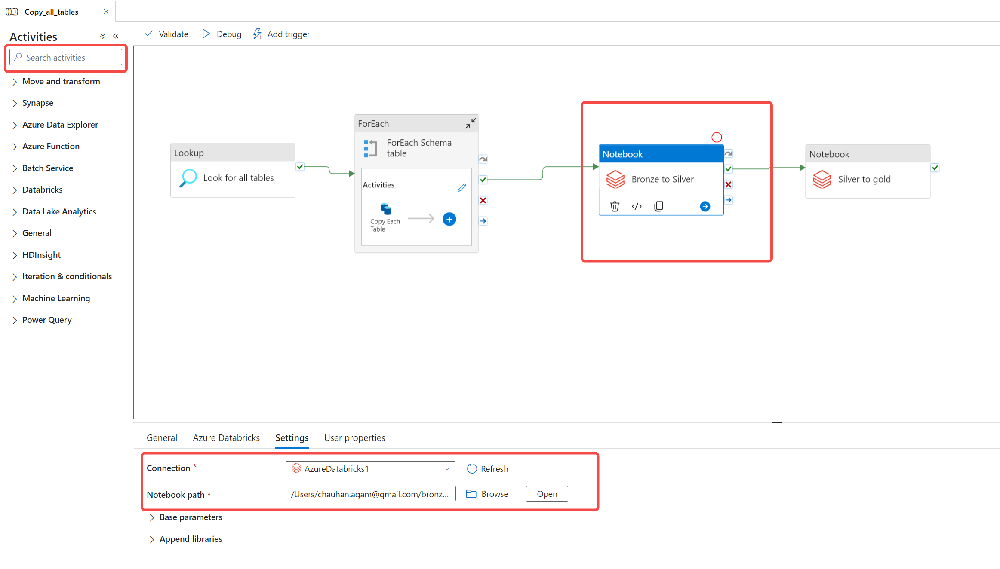 Copy_all_tables
Activities
Search activities
Move and transform
Synapse
Azure Data Explorer
Azure Function
Batch Service
Databricks
Data Lake Analytics
General
HDInsight
Iteration & conditionals
Machine Learning
Power Query
Validate
Debug
Add trigger
Lookup
Look for all tables
ForEach
ForEach Schema
table
Activities
Copy Each
Table
Notebook
Bronze to Silver
Notebook
Silver to gold
General
Azure Databricks
Settings
User properties
Connection *
AzureDatabricks1
Refresh
Notebook path *
/Users/chauhan.agam@gmail.com/bronz...
Browse
Open
Base parameters
Append libraries